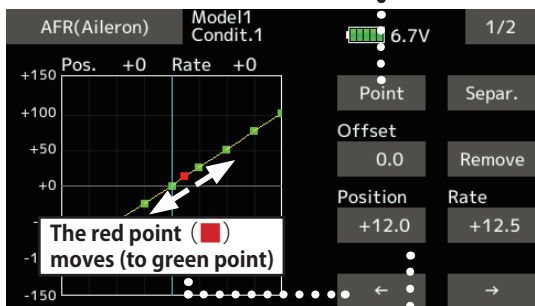 AFR(Aileron)
Model1
Condit.1
6.7V
1/2
Pos. +0 Rate +0
+150
+100
+50
+0
-150
Point
Separ.
Offset
0.0
Remove
Position
Rate
+12.0
+12.5
←
→
The red point (■)
moves (to green point)